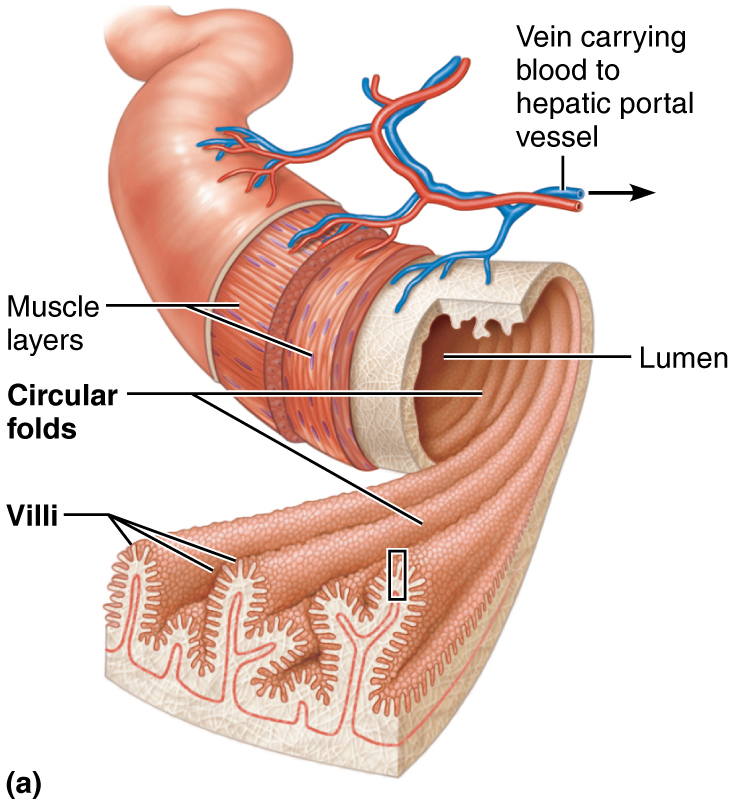 Vein carrying
blood to
hepatic portal
vessel
Muscle
layers
Lumen
Circular
folds
Villi
(a)